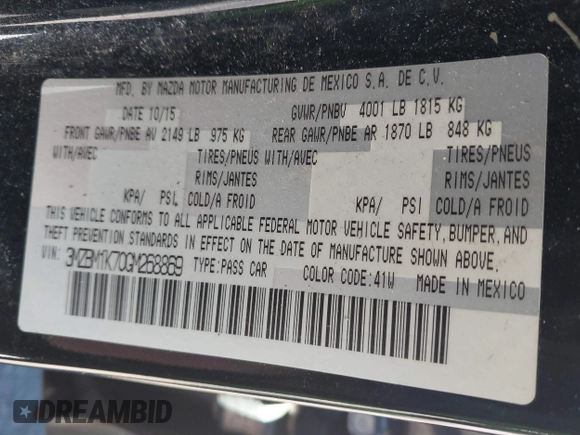 MFD. BY MAZDA MOTOR MANUFACTURING DE MEXICO S.A. DE C.V.
DATE 10/15 GVWR/PNBV 4001 LB 1815 KG
FRONT GAWR/PNBE AV 2149 LB 975 KG REAR GAWR/PNBE AR 1870 LB 848 KG
WITH/AVEC TIRES/PNEUS WITH/AVEC TIRES/PNEUS
RIMS/JANTES RIMS/JANTES
KPA/ PSI, COLD/A FROID KPA/ PSI COLD/A FROID
THIS VEHICLE CONFORMS TO ALL APPLICABLE FEDERAL MOTOR VEHICLE SAFETY, BUMPER, AND
THEFT PREVENTION STANDARDS IN EFFECT ON THE DATE OF MANUFACTURE SHOWN ABOVE.
VIN: 3MZBM1K70GM268869 TYPE:PASS CAR COLOR CODE:41W MADE IN MEXICO
DREAMBID